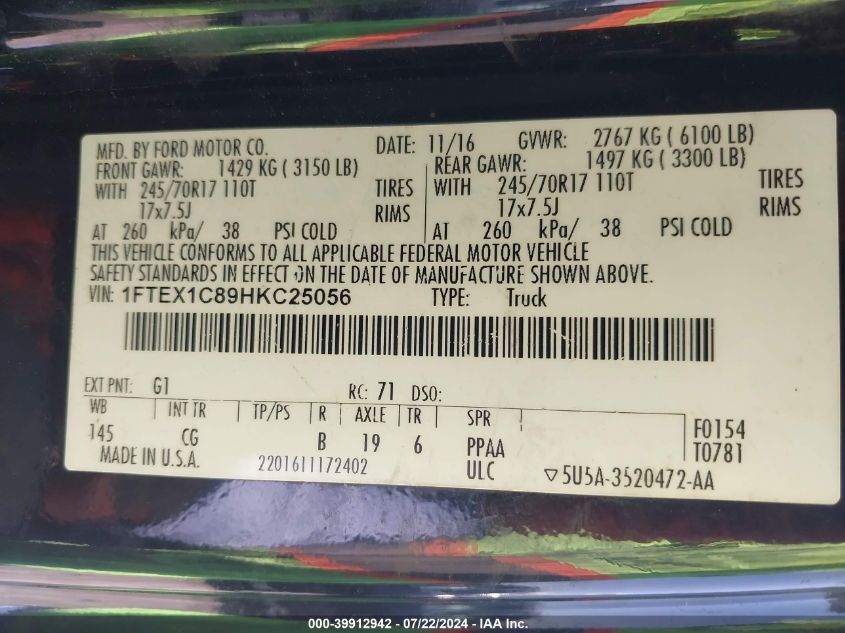 MFD. BY FORD MOTOR CO. DATE: 11/16 GVWR: 2767 KG ( 6100 LB)
FRONT GAWR: 1429 KG ( 3150 LB) REAR GAWR: 1497 KG ( 3300 LB)
WITH 245/70R17 110T TIRES WITH 245/70R17 110T TIRES
17x7.5J RIMS 17x7.5J RIMS
AT 260 kPa/ 38 PSI COLD AT 260 kPa/ 38 PSI COLD
THIS VEHICLE CONFORMS TO ALL APPLICABLE FEDERAL MOTOR VEHICLE
SAFETY STANDARDS IN EFFECT ON THE DATE OF MANUFACTURE SHOWN ABOVE.
VIN: 1FTEX1C89HKC25056 TYPE: Truck
EXT PNT: G1 RC: 71 DSO:
WB INT TR TP/PS R AXLE TR SPR
145 CG B 19 6 PPAA F0154
MADE IN U.S.A. 2201611172402 ULC T0781
▽5U5A-3520472-AA
000-39912942 / 07/22/2024 - IAA Inc.